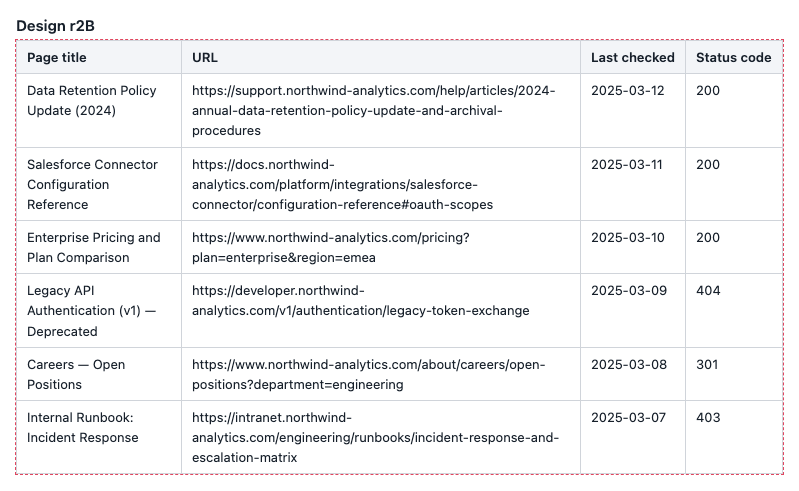 Design r2B
Page title
URL
Last checked
Status code
Data Retention Policy
Update (2024)
https://support.northwind-analytics.com/help/articles/2024-
annual-data-retention-policy-update-and-archival-
procedures
2025-03-12
200
Salesforce Connector
Configuration
Reference
https://docs.northwind-
analytics.com/platform/integrations/salesforce-
connector/configuration-reference#oauth-scopes
2025-03-11
200
Enterprise Pricing and
Plan Comparison
https://www.northwind-analytics.com/pricing?
plan=enterprise&region=emea
2025-03-10
200
Legacy API
Authentication (v1) —
Deprecated
https://developer.northwind-
analytics.com/v1/authentication/legacy-token-exchange
2025-03-09
404
Careers — Open
Positions
https://www.northwind-analytics.com/about/careers/open-
positions?department=engineering
2025-03-08
301
Internal Runbook:
Incident Response
https://intranet.northwind-
analytics.com/engineering/runbooks/incident-response-and-
escalation-matrix
2025-03-07
403